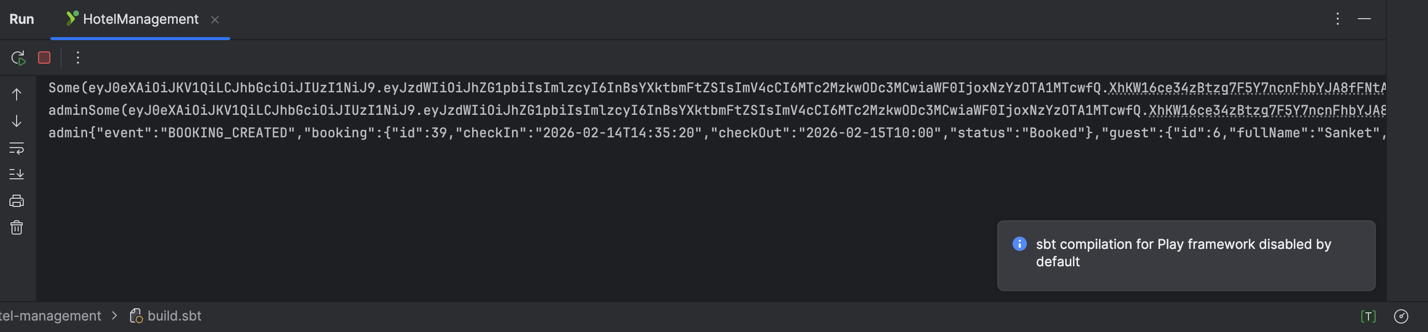 Run
HotelManagement
Some(eyJ0eXAiOiJKV1QiLCJhbGciOiJIUzI1NiJ9.eyJzdWIiOiJhZG1pbiIsImlzcyI6InBsYXktbmFtZSIsImV4cCI6MTc2MzkwODc3MCwiaWF0IjoxNzYzOTA1MTcwfQ.XhKW16ce34zBtzg7F5Y7ncnFhbYJA8fFNtA
adminSome(eyJ0eXAiOiJKV1QiLCJhbGciOiJIUzI1NiJ9.eyJzdWIiOiJhZG1pbiIsImlzcyI6InBsYXktbmFtZSIsImV4cCI6MTc2MzkwODc3MCwiaWF0IjoxNzYzOTA1MTcwfQ.XhKW16ce34zBtzg7F5Y7ncnFhbYJA8
admin{"event":"BOOKING_CREATED","booking":{"id":39,"checkIn":"2026-02-14T14:35:20","checkOut":"2026-02-15T10:00","status":"Booked"},"guest":{"id":6,"fullName":"Sanket",
sbt compilation for Play framework disabled by
default
tel-management > build.sbt
[T]